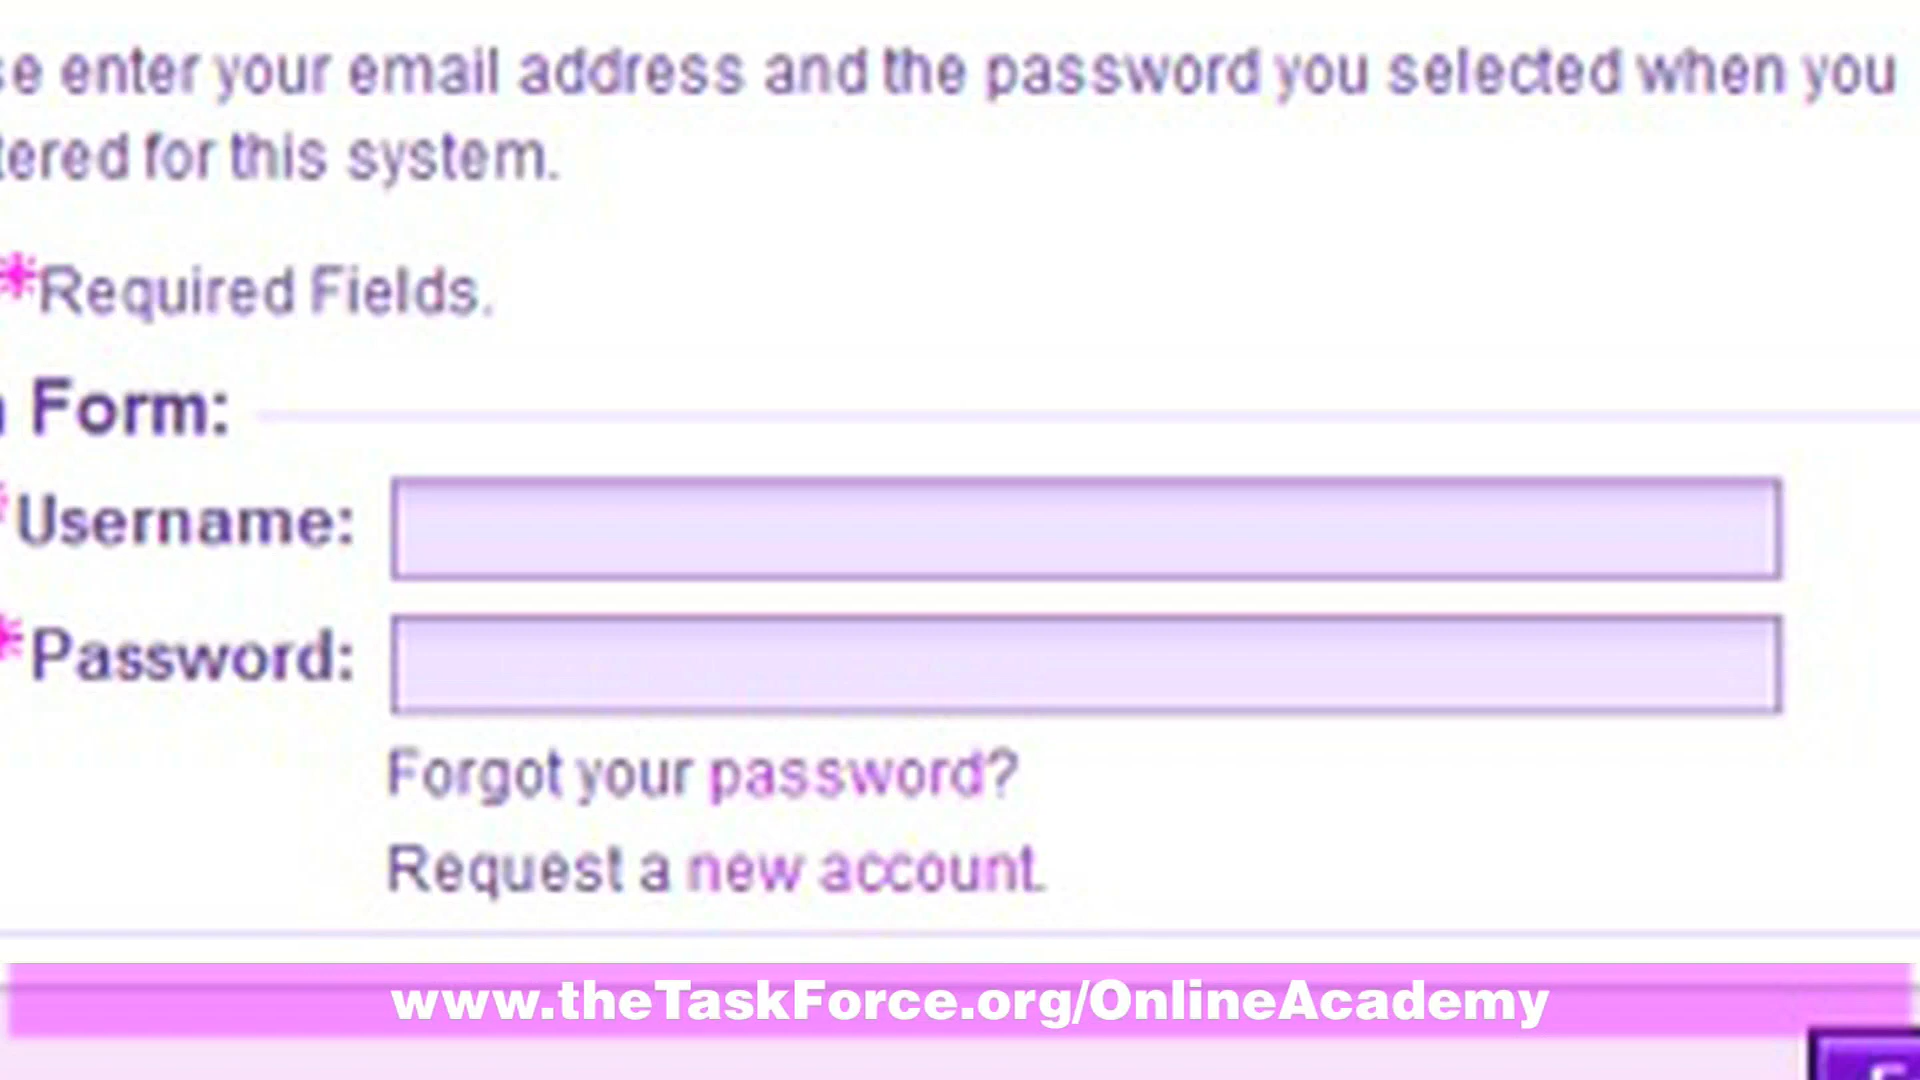 se enter your email address and the password you selected when you
tered for this system.
*Required Fields.
Form:
*Username:
*Password:
Forgot your password?
Request a new account.
www.theTaskForce.org/OnlineAcademy